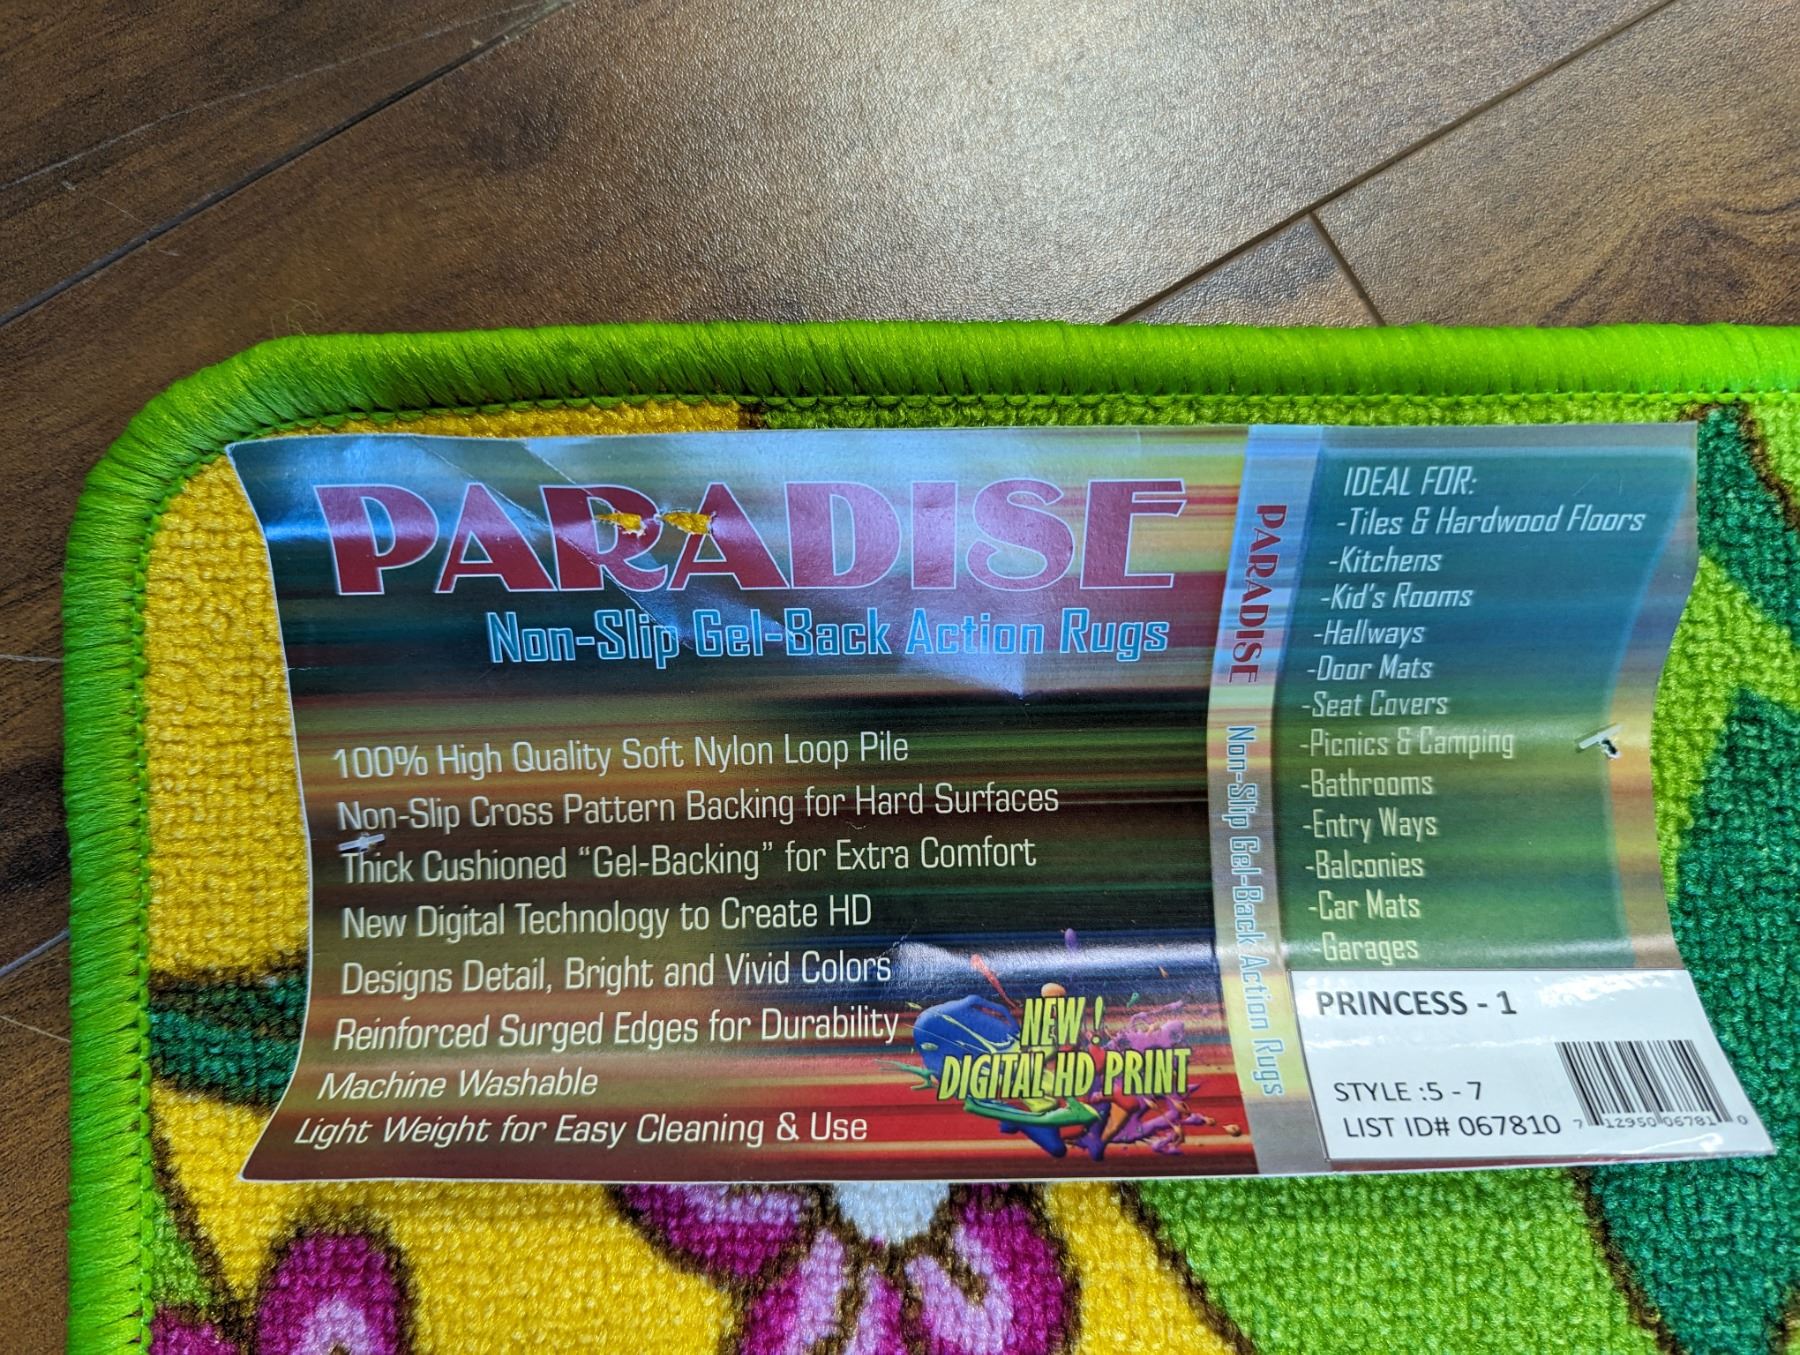 PARADISE
Non-Slip Gel-Back Action Rugs
100% High Quality Soft Nylon Loop Pile
Non-Slip Cross Pattern Backing for Hard Surfaces
Thick Cushioned “Gel-Backing” for Extra Comfort
New Digital Technology to Create HD
Designs Detail, Bright and Vivid Colors
Reinforced Surged Edges for Durability
Machine Washable
Light Weight for Easy Cleaning & Use
NEW !
DIGITAL HD PRINT
PARADISE Non-Slip Gel-Back Action Rugs
IDEAL FOR:
-Tiles & Hardwood Floors
-Kitchens
-Kid's Rooms
-Hallways
-Door Mats
-Seat Covers
-Picnics & Camping
-Bathrooms
-Entry Ways
-Balconies
-Car Mats
-Garages
PRINCESS - 1
STYLE :5 - 7
LIST ID# 067810
7 12950 06781 0